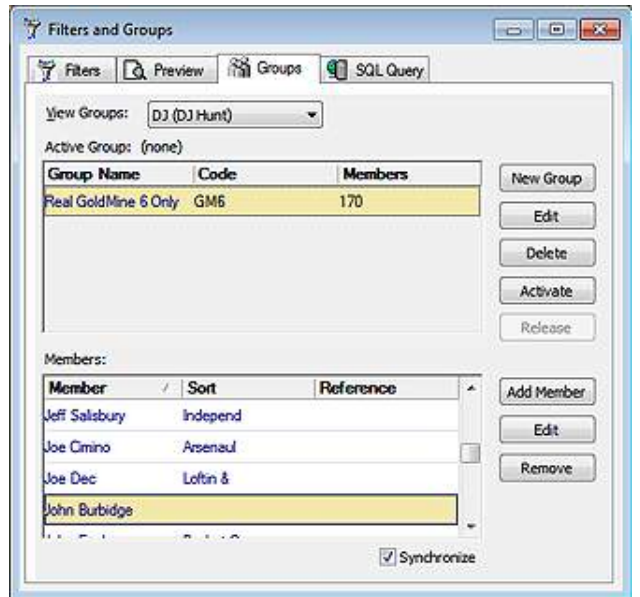 Filters and Groups
Filters Preview Groups SQL Query
View Groups: DJ (DJ Hunt)
Active Group: (none)
Group Name Code Members
Real GoldMine 6 Only GM6 170
New Group
Edit
Delete
Activate
Release
Members:
Member Sort Reference
Jeff Salisbury Independ
Joe Cimino Arsenaul
Joe Dec Loftin &
John Burbidge
Add Member
Edit
Remove
Synchronize